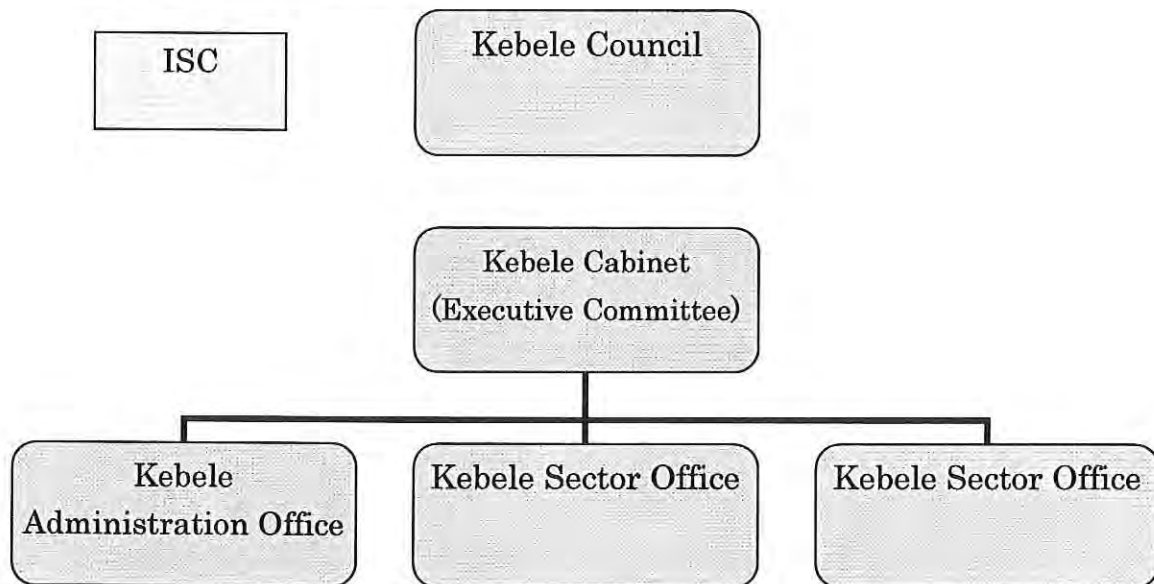 ISC
Kebele Council
Kebele Cabinet
(Executive Committee)
Kebele
Administration Office
Kebele Sector Office
Kebele Sector Office